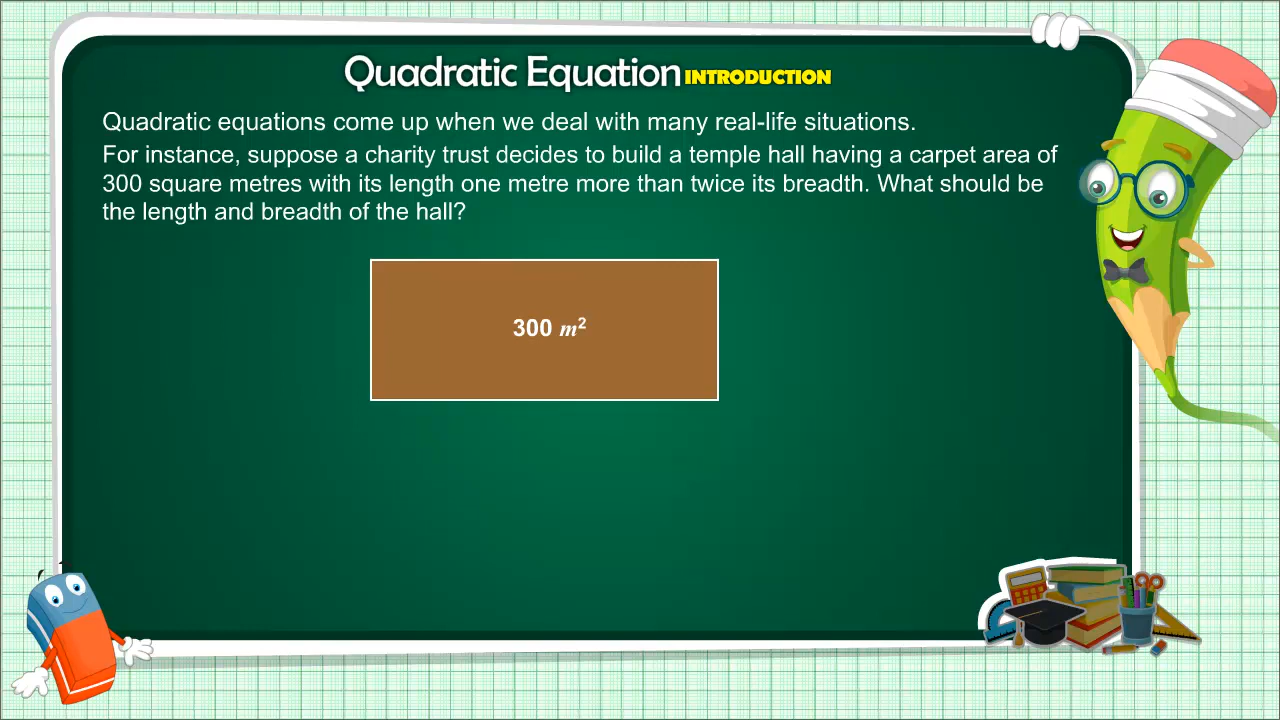 Quadratic Equation INTRODUCTION
Quadratic equations come up when we deal with many real-life situations.
For instance, suppose a charity trust decides to build a temple hall having a carpet area of
300 square metres with its length one metre more than twice its breadth. What should be
the length and breadth of the hall?
300 m²